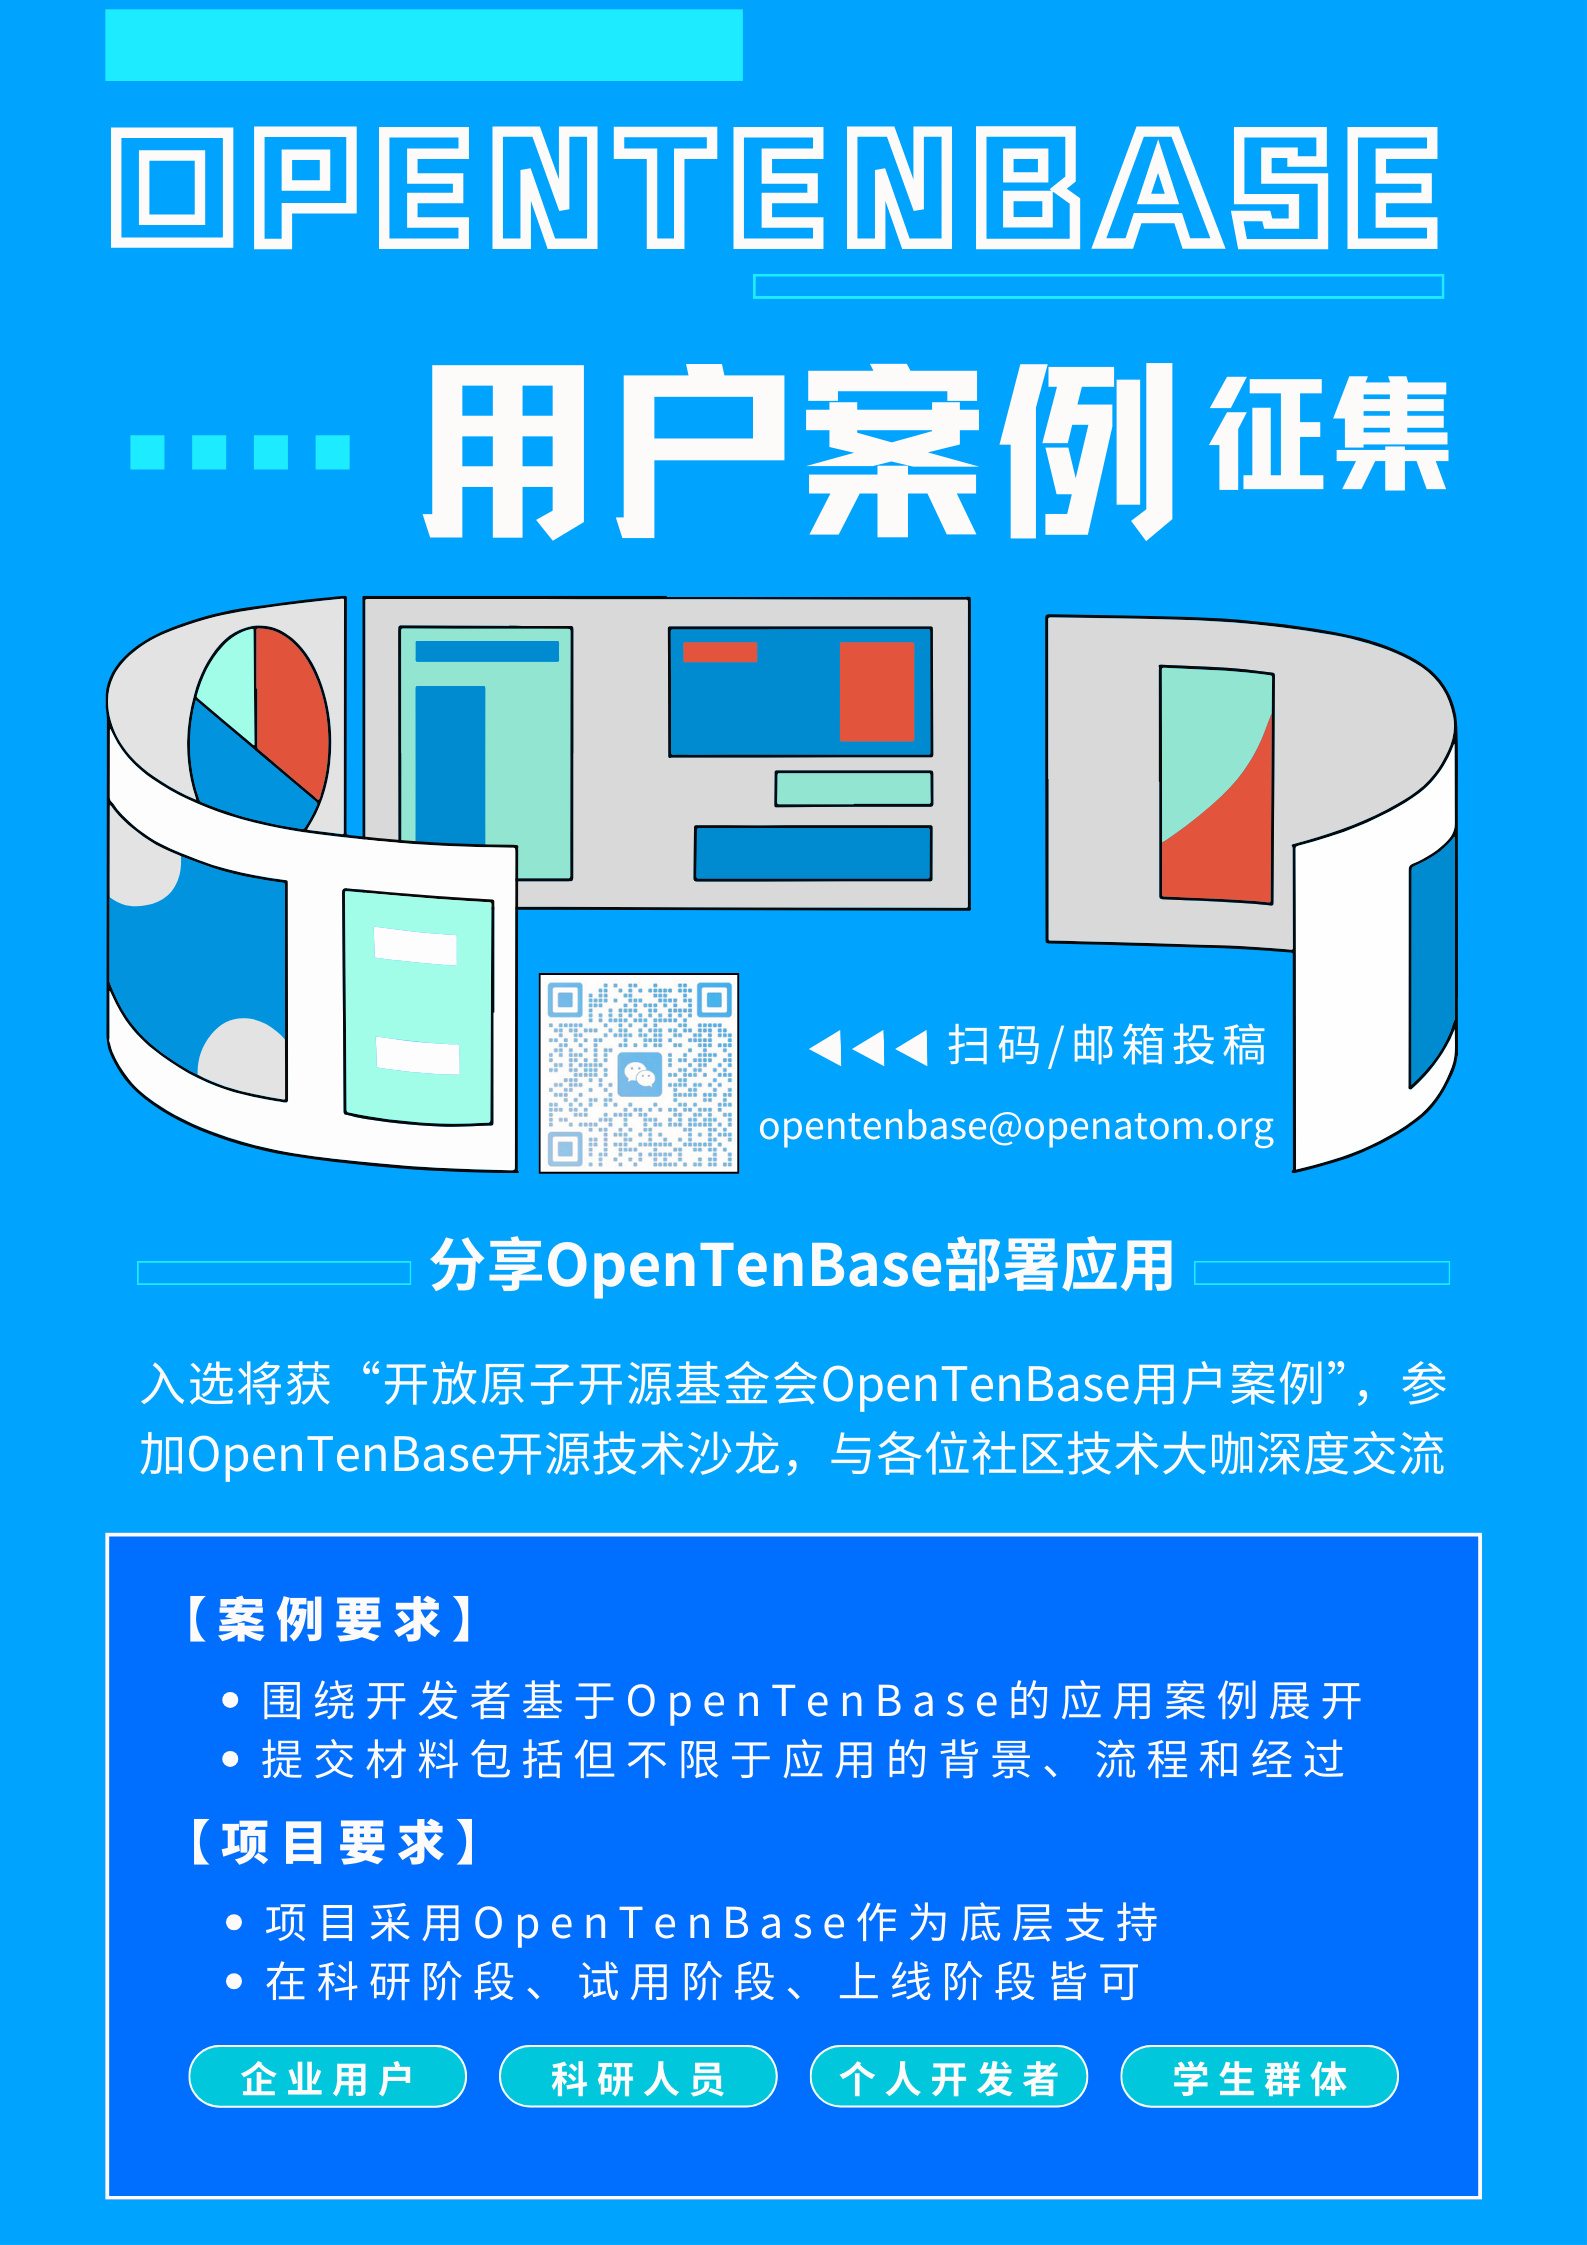 OPENTENBASE
用户案例 征集
扫码/邮箱投稿
opentenbase@openatom.org
分享OpenTenBase部署应用
入选将获“开放原子开源基金会OpenTenBase用户案例”，参
加OpenTenBase开源技术沙龙，与各位社区技术大咖深度交流
【案例要求】
围绕开发者基于OpenTenBase的应用案例展开
提交材料包括但不限于应用的背景、流程和经过
【项目要求】
项目采用OpenTenBase作为底层支持
在科研阶段、试用阶段、上线阶段皆可
企业用户 科研人员 个人开发者 学生群体